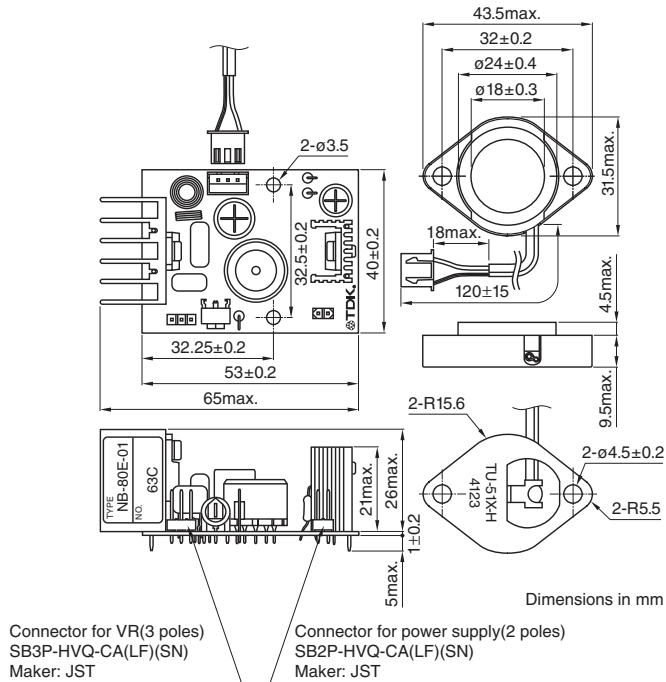 43.5max.
32±0.2
ø24±0.4
ø18±0.3
2-ø3.5
31.5max.
32.5±0.2
40±0.2
18max.
120±15
4.5max.
9.5max.
TDK.
32.25±0.2
53±0.2
65max.
TYPE
NB-80E-01
NO.
63C
21max.
26max.
1±0.2
5max.
2-R15.6
2-ø4.5±0.2
TU-51X-H
4123
2-R5.5
Dimensions in mm
Connector for VR(3 poles)
SB3P-HVQ-CA(LF)(SN)
Maker: JST
Connector for power supply(2 poles)
SB2P-HVQ-CA(LF)(SN)
Maker: JST